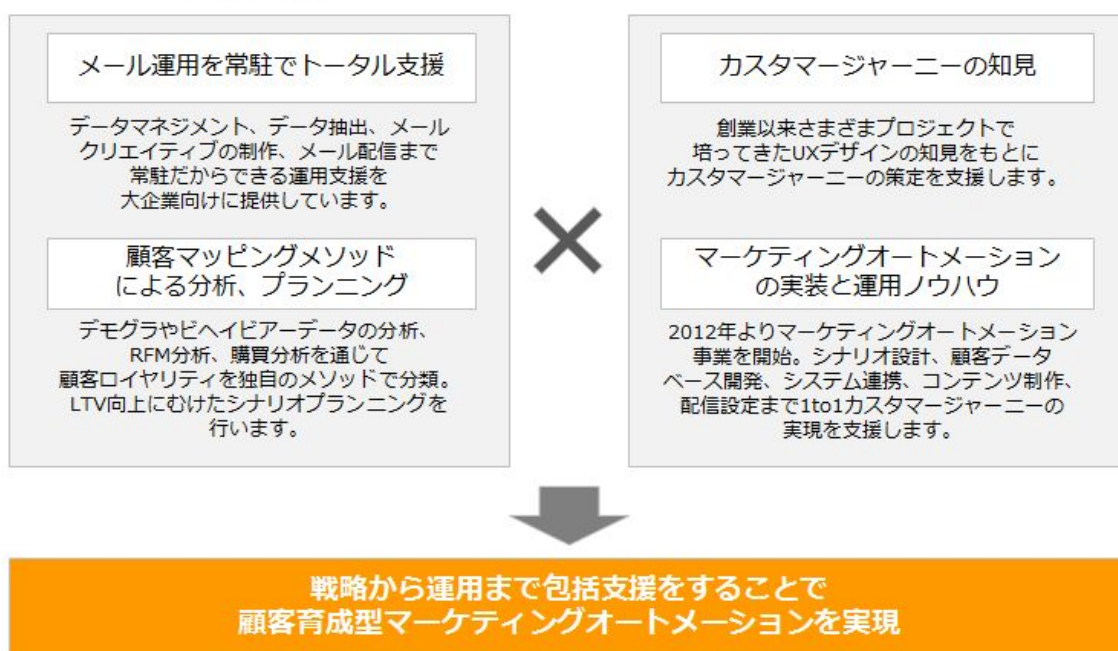 メール運用を常駐でトータル支援
データマネジメント、データ抽出、メール
クリエイティブの制作、メール配信まで
常駐だからできる運用支援を
大企業向けに提供しています。
顧客マッピングメソッド
による分析、プランニング
デモグラやビヘイビアーデータの分析、
RFM分析、購買分析を通じて
顧客ロイヤリティを独自のメソッドで分類。
LTV向上にむけたシナリオプランニングを
行います。
カスタマージャーニーの知見
創業以来さまざまプロジェクトで
培ってきたUXデザインの知見をもとに
カスタマージャーニーの策定を支援します。
マーケティングオートメーション
の実装と運用ノウハウ
2012年よりマーケティングオートメーション
事業を開始。シナリオ設計、顧客データ
ベース開発、システム連携、コンテンツ制作、
配信設定まで1to1カスタマージャーニーの
実現を支援します。
戦略から運用まで包括支援をすることで
顧客育成型マーケティングオートメーションを実現